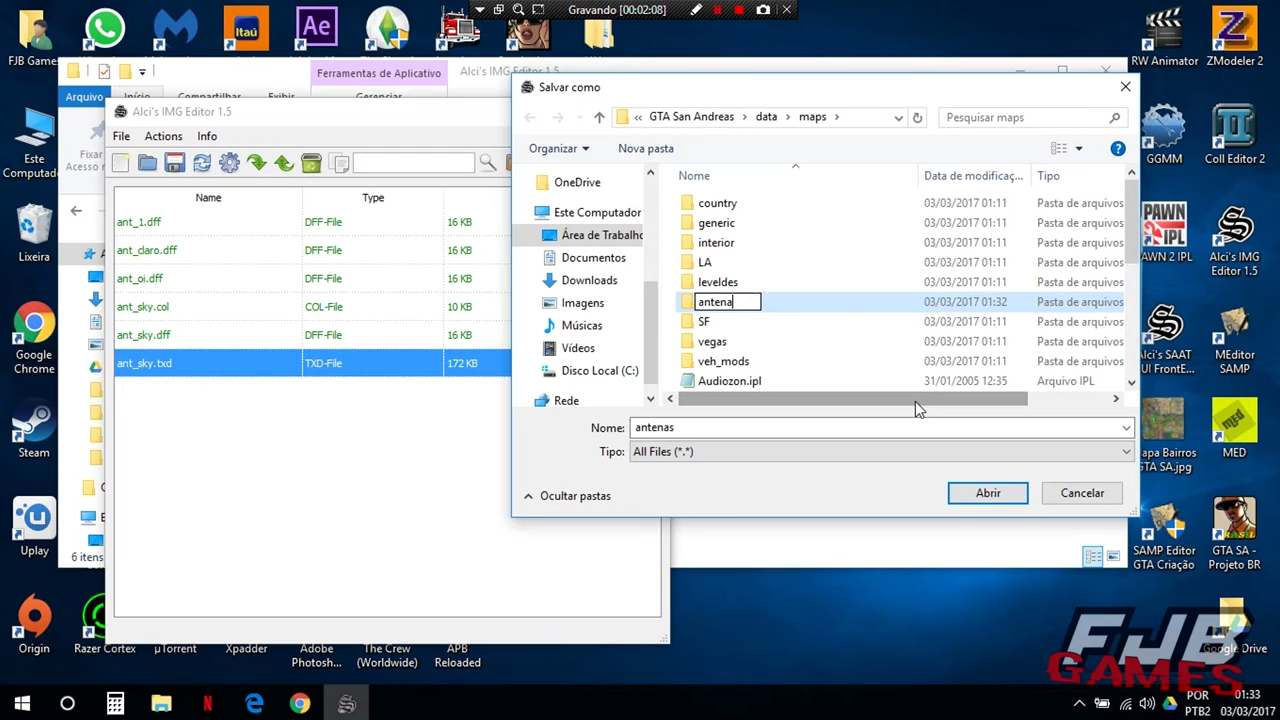 Gravando [00:02:08]
FJB Games
Itaú
Ae
RW Animator
ZModeler 2
Ferramentas de Aplicativo
Alci's IMG Editor 1.5
Arquivo
Início
Exibir
Gerenciar
Salvar como
Alci's IMG Editor 1.5
« GTA San Andreas > data > maps >
Pesquisar maps
File
Actions
Info
Este Computad
Fixar
Acesso
Organizar
Nova pasta
GGMM
Coll Editor 2
Name
Type
OneDrive
Nome
Data de modificaç...
Tipo
Este Computador
Área de Trabalho
Documentos
Downloads
Imagens
Músicas
Vídeos
Disco Local (C:)
Rede
ant_1.dff DFF-File 16 KB
ant_claro.dff DFF-File 16 KB
ant_oi.dff DFF-File 16 KB
ant_sky.col COL-File 10 KB
ant_sky.dff DFF-File 16 KB
ant_sky.txd TXD-File 172 KB
country 03/03/2017 01:11 Pasta de arquivos
generic 03/03/2017 01:11 Pasta de arquivos
interior 03/03/2017 01:11 Pasta de arquivos
LA 03/03/2017 01:11 Pasta de arquivos
leveldes 03/03/2017 01:11 Pasta de arquivos
antena 03/03/2017 01:32 Pasta de arquivos
SF 03/03/2017 01:11 Pasta de arquivos
vegas 03/03/2017 01:11 Pasta de arquivos
veh_mods 03/03/2017 01:11 Pasta de arquivos
Audiozon.ipl 31/01/2005 12:35 Arquivo IPL
Nome: antenas
Tipo: All Files (*.*)
Ocultar pastas
Abrir
Cancelar
Lixeira
Google Chrome
Steam
Uplay
6 itens
PAWN IPL
PAWN 2 IPL
Alci's IMG Editor 1.5
Alci's SAAT
MEditor SAMP
MED
GTA SA.jpg
MED
SAMP Editor GTA Criação
GTA SA - Projeto BR
Google Drive
Origin
Razer Cortex
µTorrent
Xpadder
Adobe Photosh...
The Crew (Worldwide)
APB Reloaded
FJB
GAMES
POR
PTB2
01:33
03/03/2017